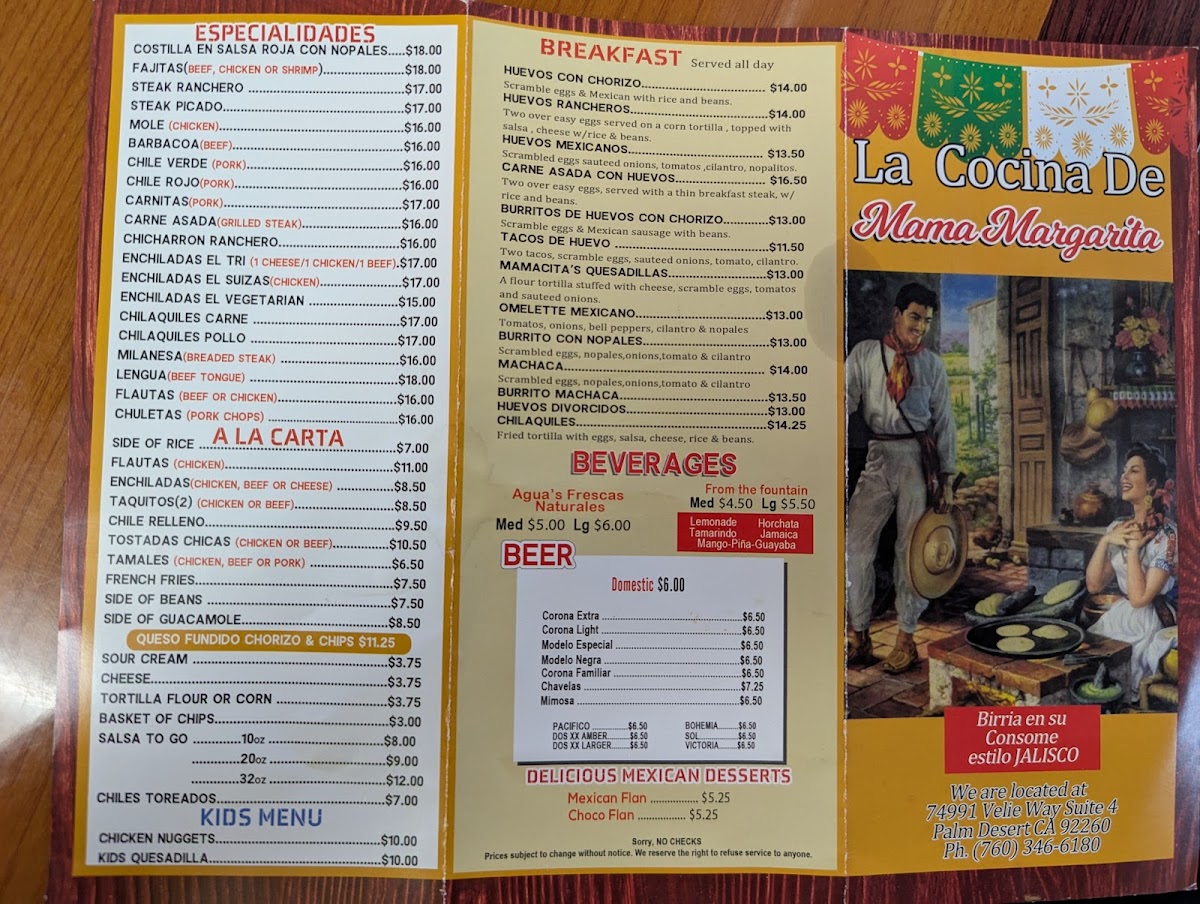 ESPECIALIDADES
COSTILLA EN SALSA ROJA CON NOPALES.....$18.00
FAJITAS(BEEF, CHICKEN OR SHRIMP).....$18.00
STEAK RANCHERO .....$17.00
STEAK PICADO.....$17.00
MOLE (CHICKEN).....$16.00
BARBACOA(BEEF).....$16.00
CHILE VERDE (PORK).....$16.00
CHILE ROJO(PORK).....$16.00
CARNITAS(PORK).....$17.00
CARNE ASADA(GRILLED STEAK).....$16.00
CHICHARRON RANCHERO.....$16.00
ENCHILADAS EL TRI (1 CHEESE/1 CHICKEN/1 BEEF).$17.00
ENCHILADAS EL SUIZAS(CHICKEN).....$17.00
ENCHILADAS EL VEGETARIAN .....$15.00
CHILAQUILES CARNE .....$17.00
CHILAQUILES POLLO .....$17.00
MILANESA(BREADED STEAK) .....$16.00
LENGUA(BEEF TONGUE) .....$18.00
FLAUTAS (BEEF OR CHICKEN).....$16.00
CHULETAS (PORK CHOPS) .....$16.00
A LA CARTA
SIDE OF RICE .....$7.00
FLAUTAS (CHICKEN).....$11.00
ENCHILADAS(CHICKEN, BEEF OR CHEESE) .....$8.50
TAQUITOS(2) (CHICKEN OR BEEF).....$8.50
CHILE RELLENO.....$9.50
TOSTADAS CHICAS (CHICKEN OR BEEF).....$10.50
TAMALES (CHICKEN, BEEF OR PORK) .....$6.50
FRENCH FRIES.....$7.50
SIDE OF BEANS .....$7.50
SIDE OF GUACAMOLE.....$8.50
QUESO FUNDIDO CHORIZO & CHIPS $11.25
SOUR CREAM .....$3.75
CHEESE.....$3.75
TORTILLA FLOUR OR CORN .....$3.75
BASKET OF CHIPS.....$3.00
SALSA TO GO .....10oz .....$8.00
.....20oz .....$9.00
.....32oz .....$12.00
CHILES TOREADOS.....$7.00
KIDS MENU
CHICKEN NUGGETS.....$10.00
KIDS QUESADILLA.....$10.00
BREAKFAST Served all day
HUEVOS CON CHORIZO..... $14.00
Scramble eggs & Mexican with rice and beans.
HUEVOS RANCHEROS.....$14.00
Two over easy eggs served on a corn tortilla , topped with
salsa , cheese w/rice & beans.
HUEVOS MEXICANOS..... $13.50
Scrambled eggs sauteed onions, tomatoes ,cilantro, nopalitos.
CARNE ASADA CON HUEVOS..... $16.50
Two over easy eggs, served with a thin breakfast steak, w/
rice and beans.
BURRITOS DE HUEVOS CON CHORIZO.....$13.00
Scramble eggs & Mexican sausage with beans.
TACOS DE HUEVO .....$11.50
Two tacos, scramble eggs, sauteed onions, tomato, cilantro.
MAMACITA'S QUESADILLAS.....$13.00
A flour tortilla stuffed with cheese, scramble eggs, tomatos
and sauteed onions.
OMELETTE MEXICANO.....$13.00
Tomatos, onions, bell peppers, cilantro & nopales
BURRITO CON NOPALES.....$13.00
Scrambled eggs, nopales,onions,tomato & cilantro
MACHACA..... $14.00
Scrambled eggs, nopales,onions,tomato & cilantro
BURRITO MACHACA.....$13.50
HUEVOS DIVORCIDOS.....$13.00
CHILAQUILES.....$14.25
Fried tortilla with eggs, salsa, cheese, rice & beans.
BEVERAGES
Agua's Frescas
Naturales
Med $5.00 Lg $6.00
From the fountain
Med $4.50 Lg $5.50
Lemonade Horchata
Tamarindo Jamaica
Mango-Piña-Guayaba
BEER
Domestic $6.00
Corona Extra .....$6.50
Corona Light .....$6.50
Modelo Especial .....$6.50
Modelo Negra .....$6.50
Corona Familiar .....$6.50
Chavelas .....$7.25
Mimosa .....$6.50
PACIFICO .....$6.50 BOHEMIA.....$6.50
DOS XX AMBER.....$6.50 SOL.....$6.50
DOS XX LARGER.....$6.50 VICTORIA.....$6.50
DELICIOUS MEXICAN DESSERTS
Mexican Flan ..... $5.25
Choco Flan ..... $5.25
Sorry, NO CHECKS
Prices subject to change without notice. We reserve the right to refuse service to anyone.
La Cocina De
Mama Margarita
Birria en su
Consome
estilo JALISCO
We are located at
74991 Velie Way Suite 4
Palm Desert CA 92260
Ph. (760) 346-6180